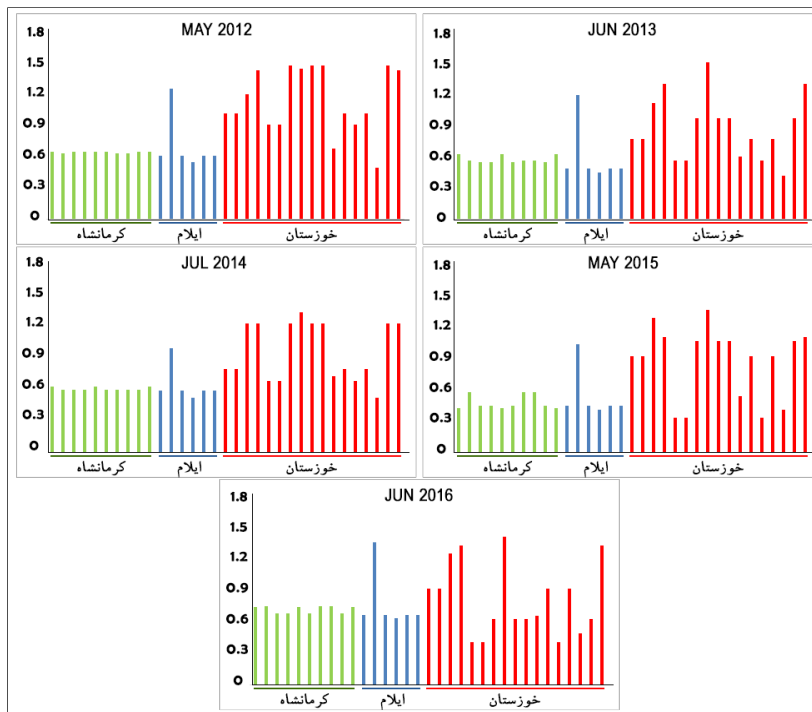 MAY 2012
1.8
1.5
1.2
0.9
0.6
0.3
0
کرمانشاه
ایلام
خوزستان
JUN 2013
1.8
1.5
1.2
0.9
0.6
0.3
0
کرمانشاه
ایلام
خوزستان
JUL 2014
1.8
1.5
1.2
0.9
0.6
0.3
0
کرمانشاه
ایلام
خوزستان
MAY 2015
1.8
1.5
1.2
0.9
0.6
0.3
0
کرمانشاه
ایلام
خوزستان
JUN 2016
1.8
1.5
1.2
0.9
0.6
0.3
0
کرمانشاه
ایلام
خوزستان